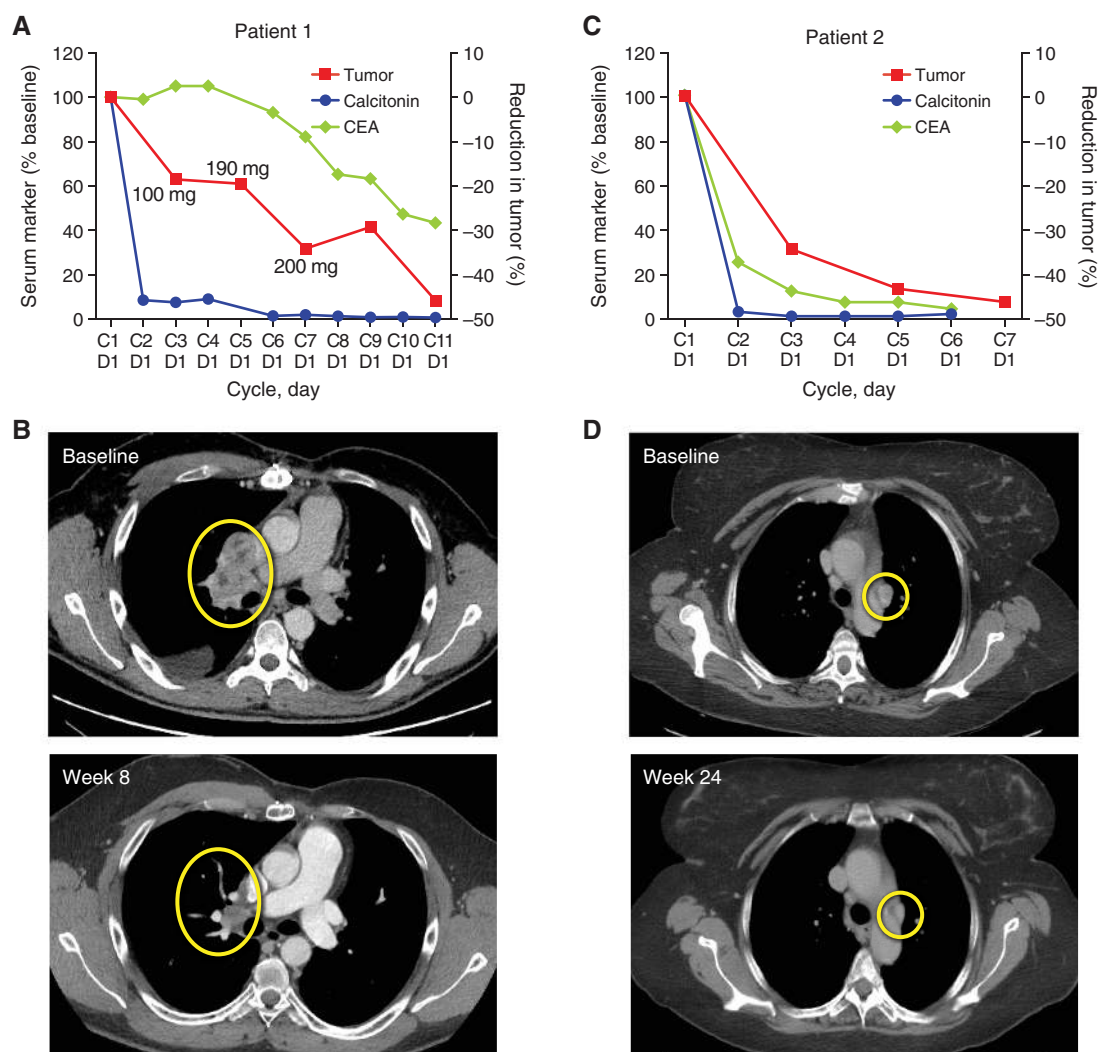 A
Patient 1
Serum marker (% baseline)
120
100
80
60
40
20
0
10
0
−10
−20
−30
−40
−50
Reduction in tumor (%)
Tumor
Calcitonin
CEA
100 mg
190 mg
200 mg
C1 C2 C3 C4 C5 C6 C7 C8 C9 C10 C11
D1 D1 D1 D1 D1 D1 D1 D1 D1 D1 D1
Cycle, day
C
Patient 2
Serum marker (% baseline)
120
100
80
60
40
20
0
10
0
−10
−20
−30
−40
−50
Reduction in tumor (%)
Tumor
Calcitonin
CEA
C1 C2 C3 C4 C5 C6 C7
D1 D1 D1 D1 D1 D1 D1
Cycle, day
B
Baseline
Week 8
D
Baseline
Week 24